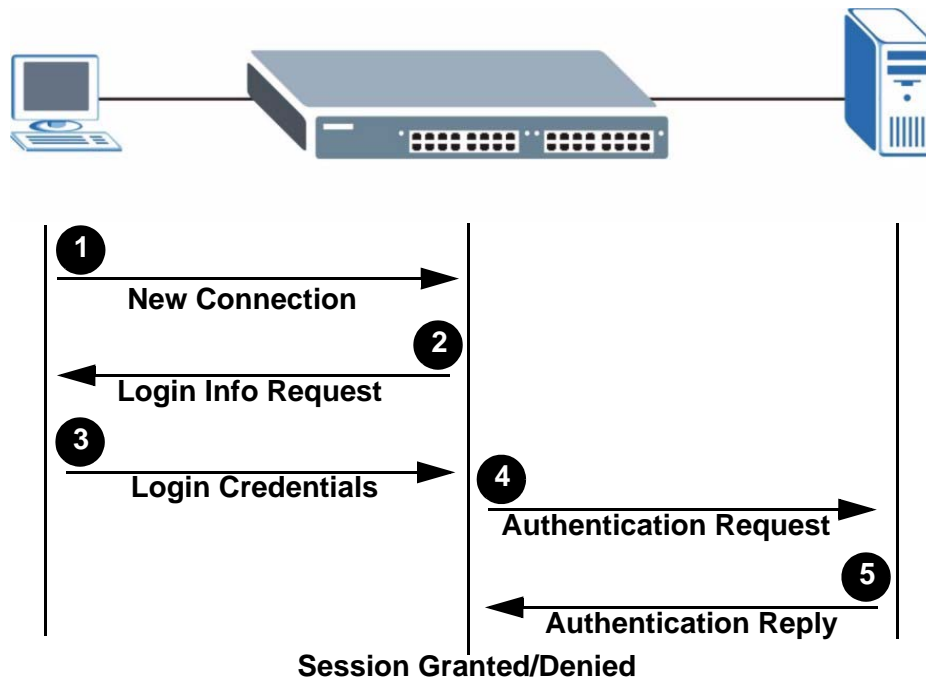 1
New Connection
2
Login Info Request
3
Login Credentials
4
Authentication Request
5
Authentication Reply
Session Granted/Denied